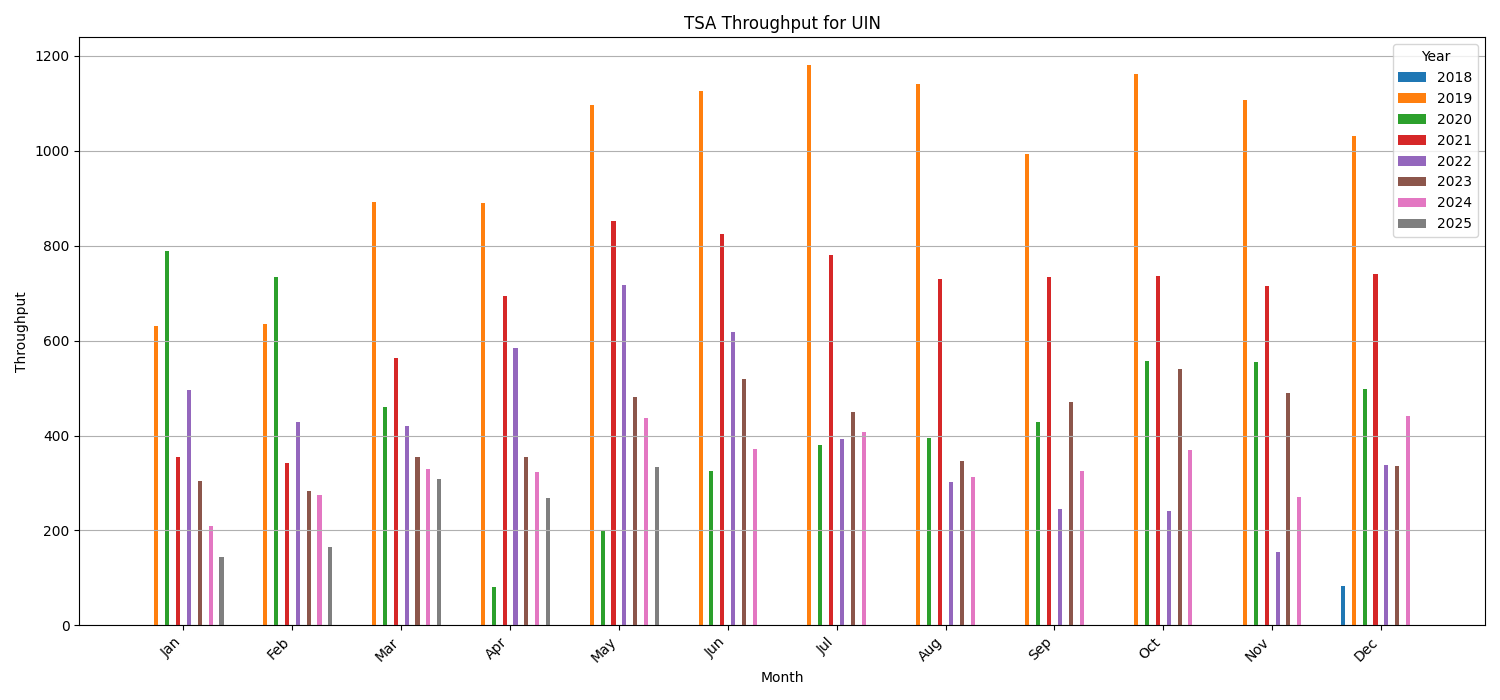 TSA Throughput for UIN
Throughput
1200
1000
800
600
400
200
0
Year
2018
2019
2020
2021
2022
2023
2024
2025
Jan
Feb
Mar
Apr
May
Jun
Jul
Aug
Sep
Oct
Nov
Dec
Month